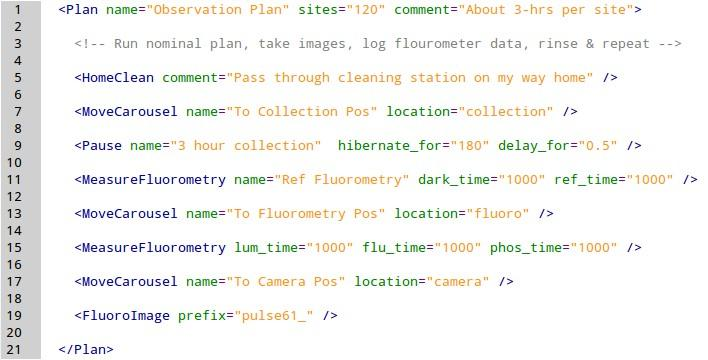 1 <Plan name="Observation Plan" sites="120" comment="About 3-hrs per site">
2
3 <!-- Run nominal plan, take images, log flourometer data, rinse & repeat -->
4
5 <HomeClean comment="Pass through cleaning station on my way home" />
6
7 <MoveCarousel name="To Collection Pos" location="collection" />
8
9 <Pause name="3 hour collection"  hibernate_for="180" delay_for="0.5" />
10
11 <MeasureFluorometry name="Ref Fluorometry" dark_time="1000" ref_time="1000" />
12
13 <MoveCarousel name="To Fluorometry Pos" location="fluoro" />
14
15 <MeasureFluorometry lum_time="1000" flu_time="1000" phos_time="1000" />
16
17 <MoveCarousel name="To Camera Pos" location="camera" />
18
19 <FluoroImage prefix="pulse61_" />
20
21 </Plan>